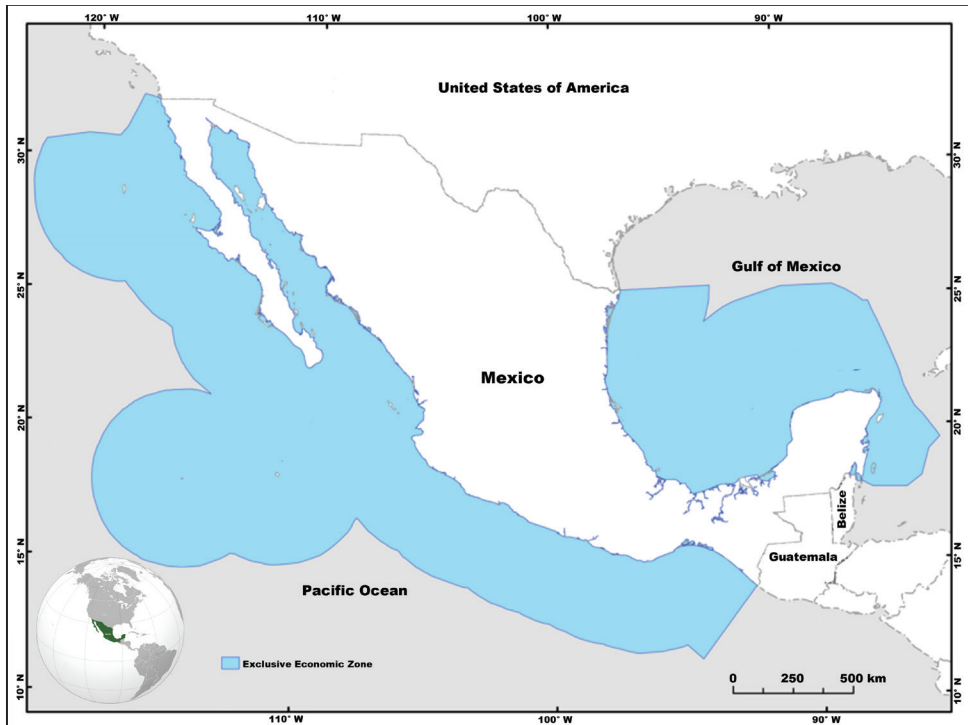 120° W
110° W
100° W
90° W
United States of America
30° N
30° N
Gulf of Mexico
25° N
25° N
Mexico
20° N
20° N
Belize
Guatemala
15° N
15° N
Pacific Ocean
Exclusive Economic Zone
0 250 500 km
10° N
10° N
110° W
100° W
90° W